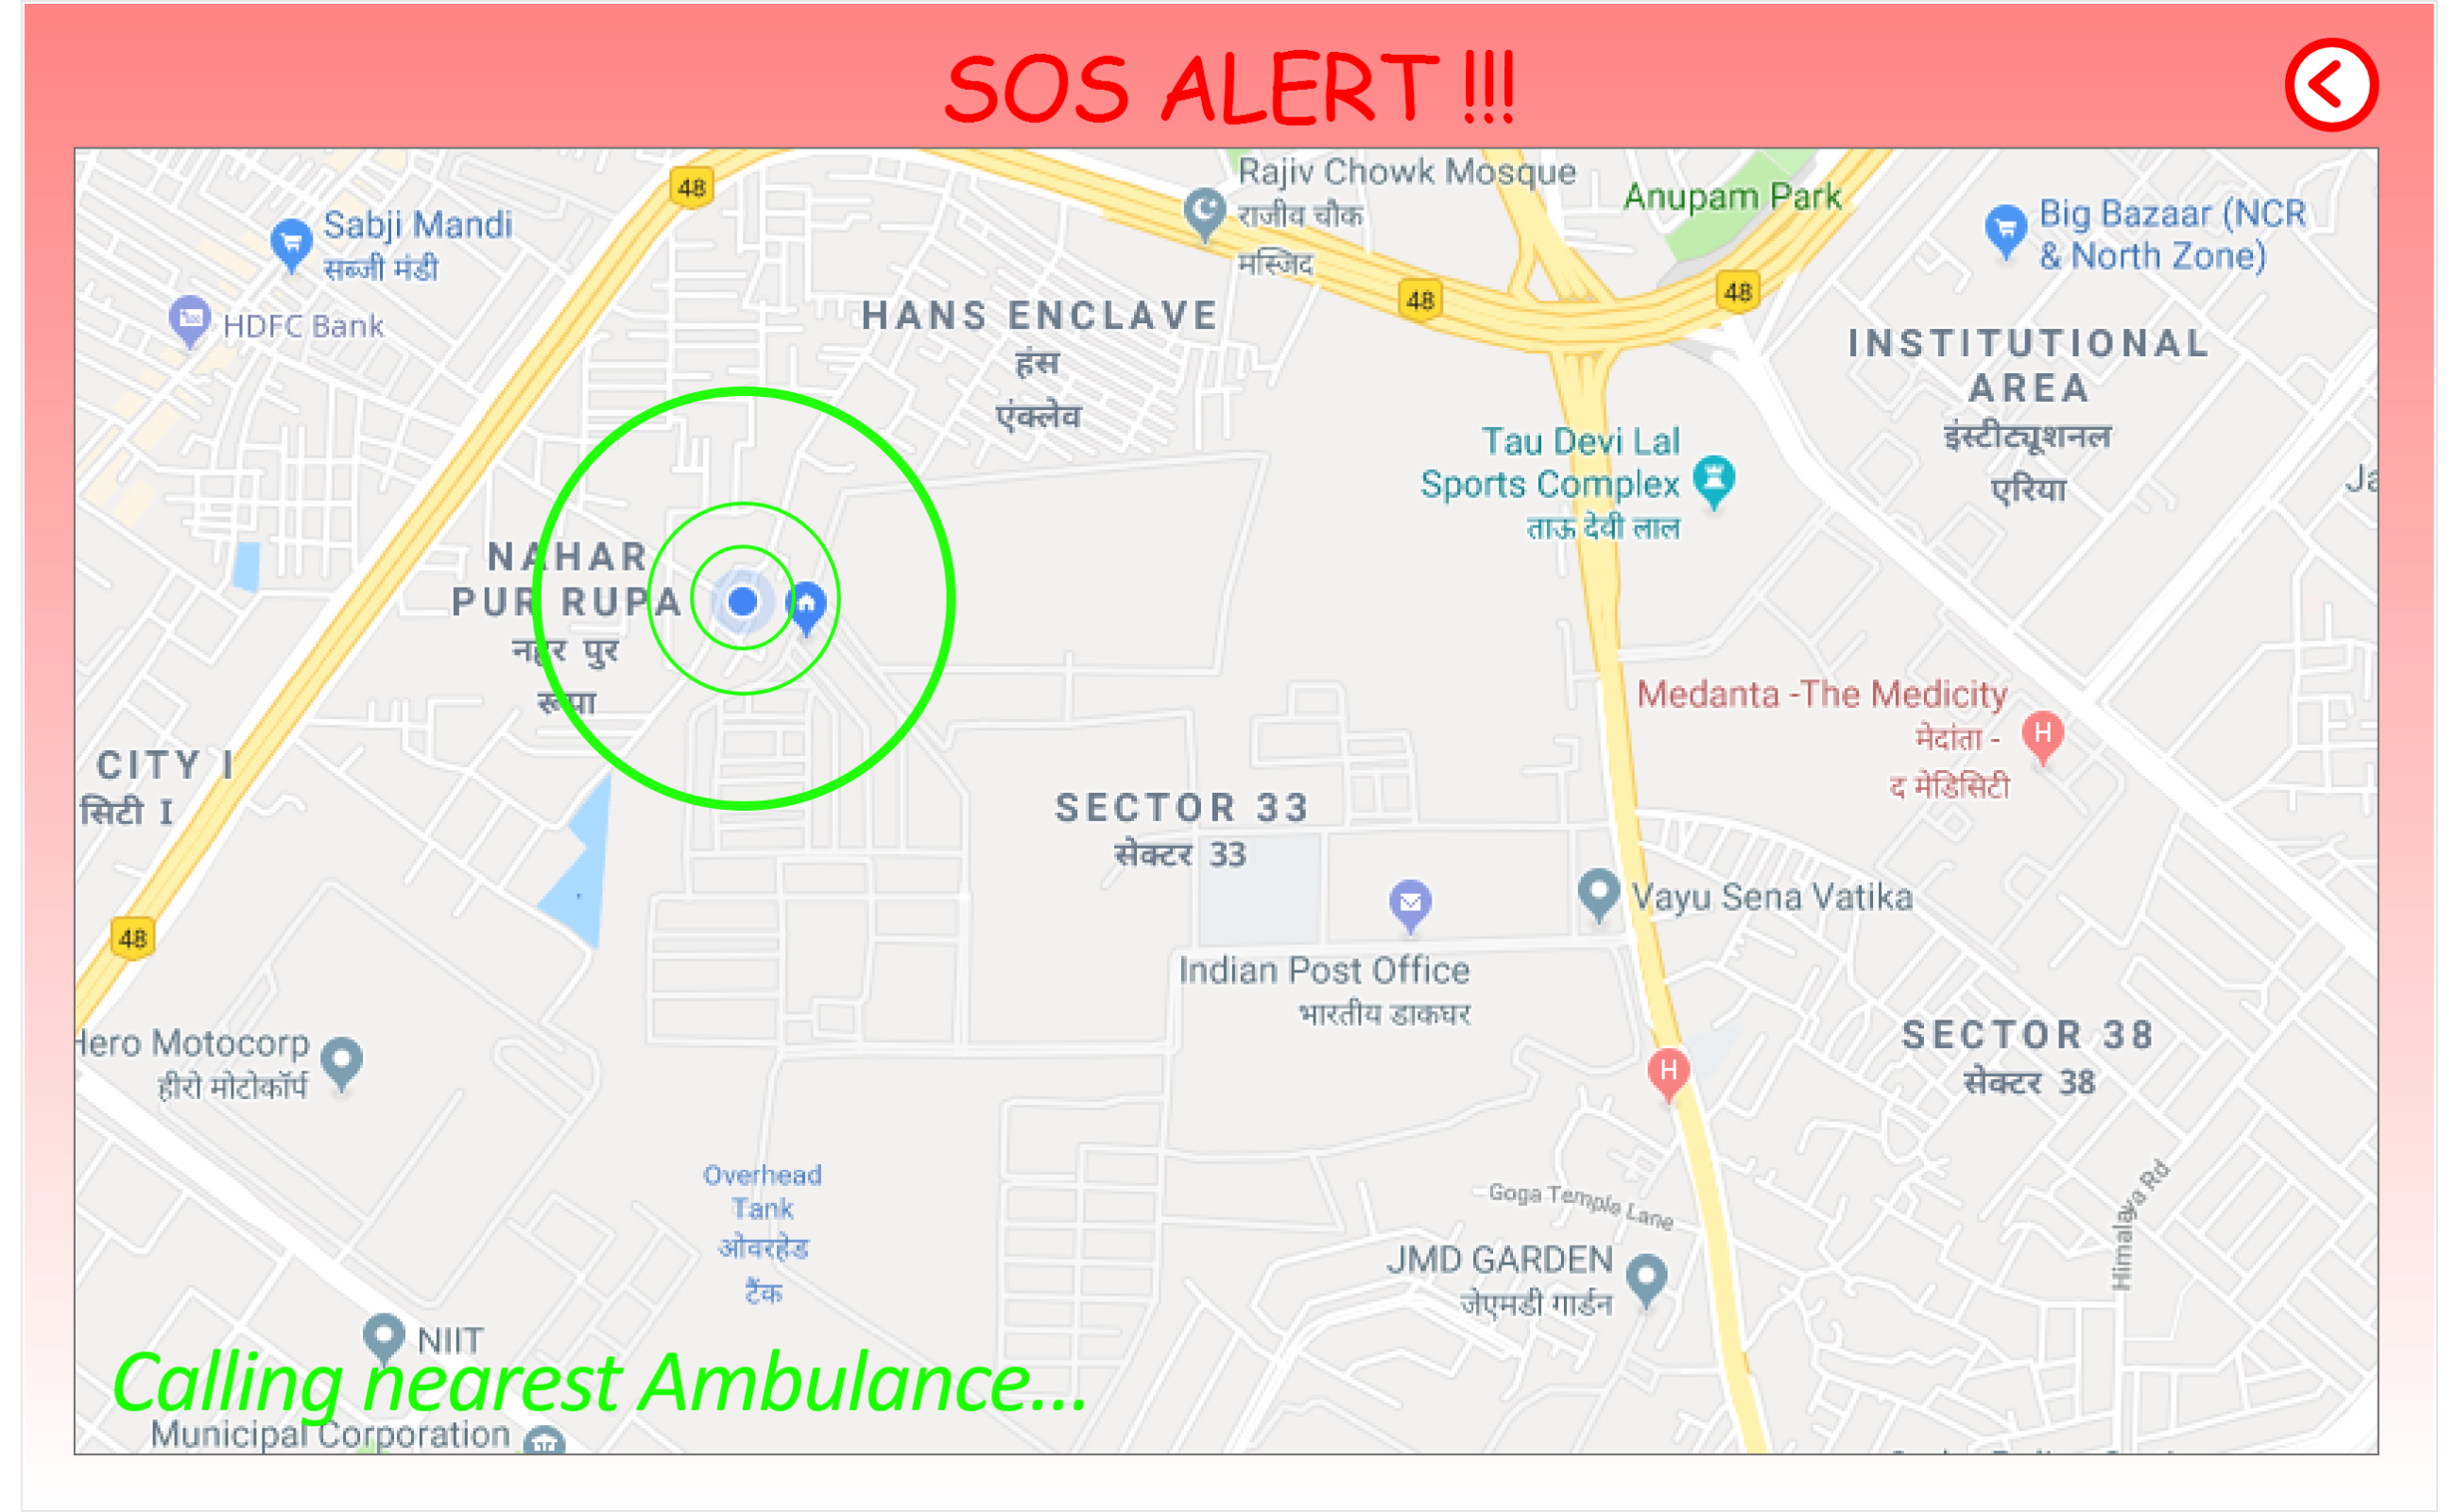 SOS ALERT !!!
48
Rajiv Chowk Mosque
राजीव चौक
मस्जिद
Anupam Park
Sabji Mandi
सब्जी मंडी
Big Bazaar (NCR
& North Zone)
HDFC Bank
48
48
HANS ENCLAVE
हंस
एंक्लेव
INSTITUTIONAL
AREA
इंस्टीट्यूशनल
एरिया
Tau Devi Lal
Sports Complex
ताऊ देवी लाल
Ja
NAHAR
PUR RUPA
नहर पुर
रूपा
Medanta -The Medicity
मेदांता -
द मेडिसिटी
H
CITY I
सिटी I
SECTOR 33
सेक्टर 33
Vayu Sena Vatika
48
Indian Post Office
भारतीय डाकघर
Hero Motocorp
हीरो मोटोकॉर्प
SECTOR 38
सेक्टर 38
H
Overhead
Tank
ओवरहेड
टैंक
Goga Temple Lane
Himalaya Rd
JMD GARDEN
जेएमडी गार्डन
NIIT
Calling nearest Ambulance...
Municipal Corporation